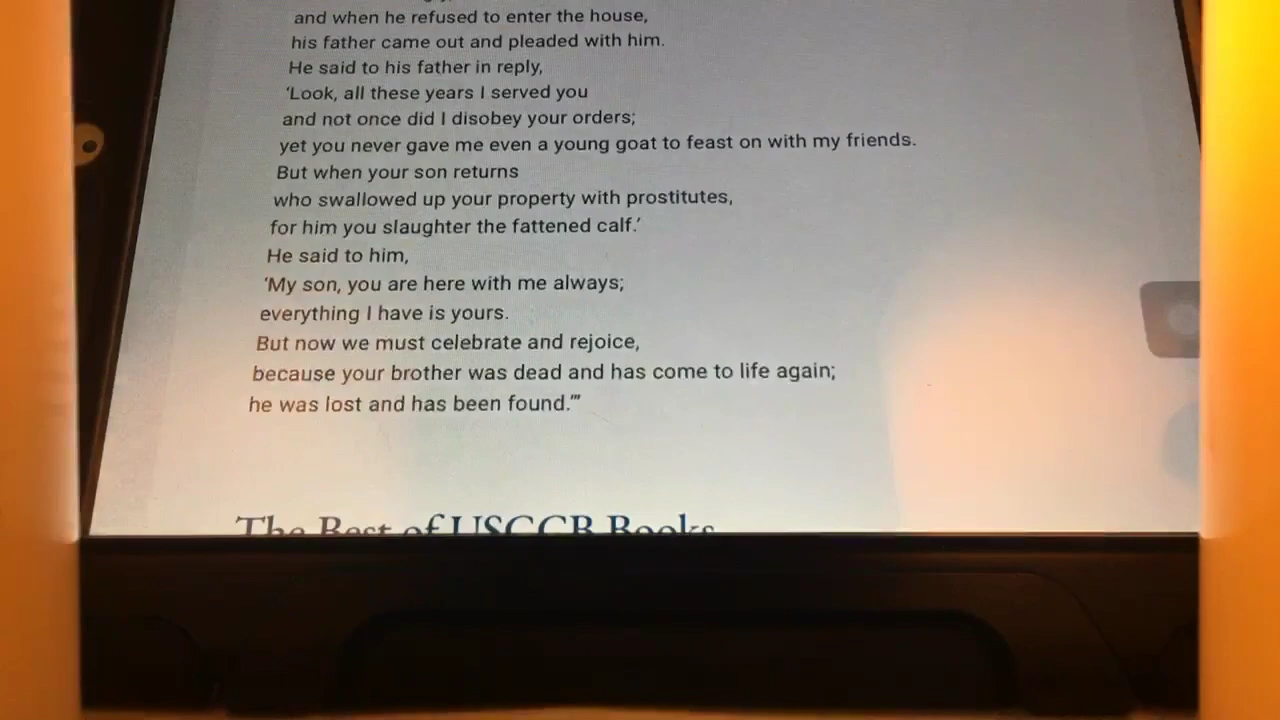 and when he refused to enter the house,
his father came out and pleaded with him.
He said to his father in reply,
‘Look, all these years I served you
and not once did I disobey your orders;
yet you never gave me even a young goat to feast on with my friends.
But when your son returns
who swallowed up your property with prostitutes,
for him you slaughter the fattened calf.’
He said to him,
‘My son, you are here with me always;
everything I have is yours.
But now we must celebrate and rejoice,
because your brother was dead and has come to life again;
he was lost and has been found.’”
The Best of USCCB Books